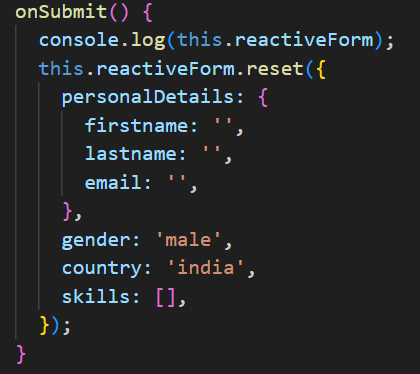 onSubmit() {
  console.log(this.reactiveForm);
  this.reactiveForm.reset({
    personalDetails: {
      firstname: '',
      lastname: '',
      email: '',
    },
    gender: 'male',
    country: 'india',
    skills: [],
  });
}